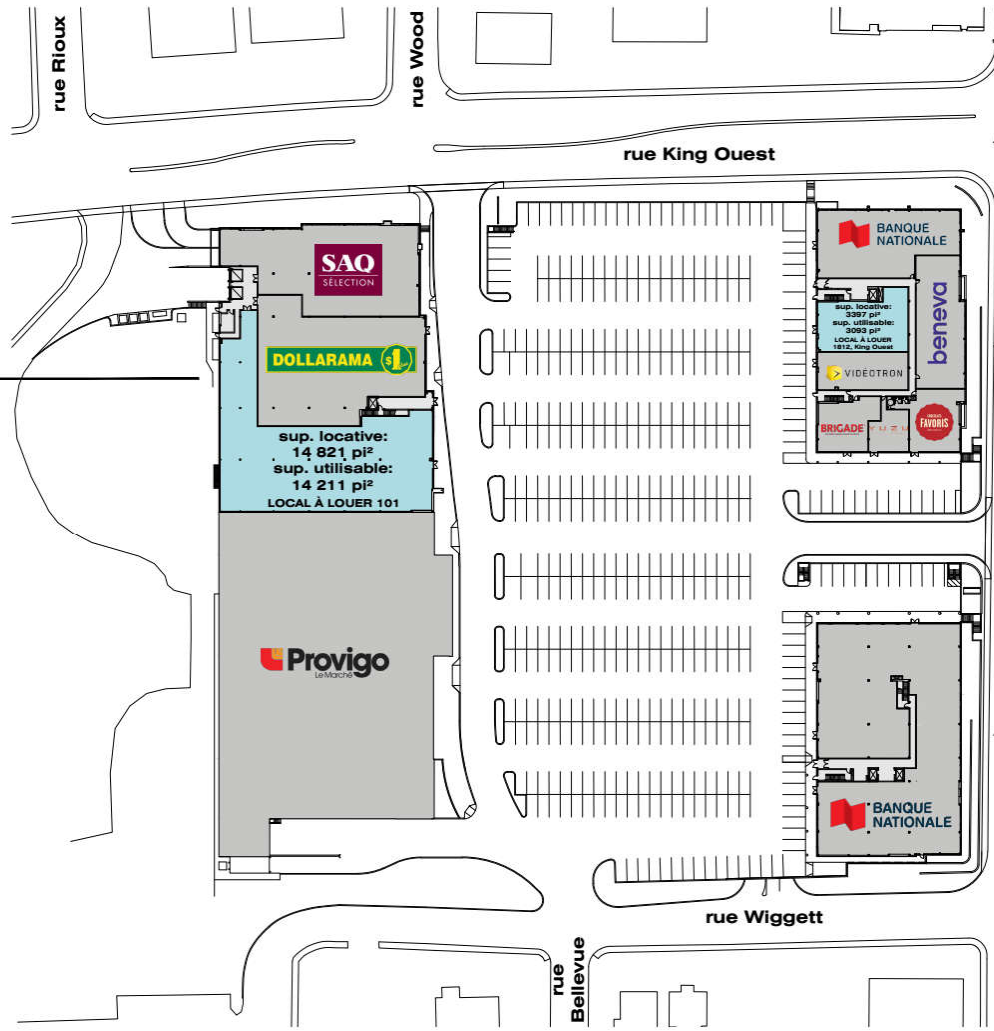 rue Rioux
rue Wood
rue King Ouest
SAQ
SÉLECTION
DOLLARAMA $1
sup. locative:
14 821 pi²
sup. utilisable:
14 211 pi²
LOCAL À LOUER 101
Provigo
Le Marché
BANQUE
NATIONALE
beneva
sup. locative:
3397 pi²
sup. utilisable:
3093 pi²
LOCAL À LOUER
1812, King Ouest
VIDÉOTRON
BRIGADE
YUZU
FAVORIS
BANQUE
NATIONALE
rue Wiggett
rue
Bellevue